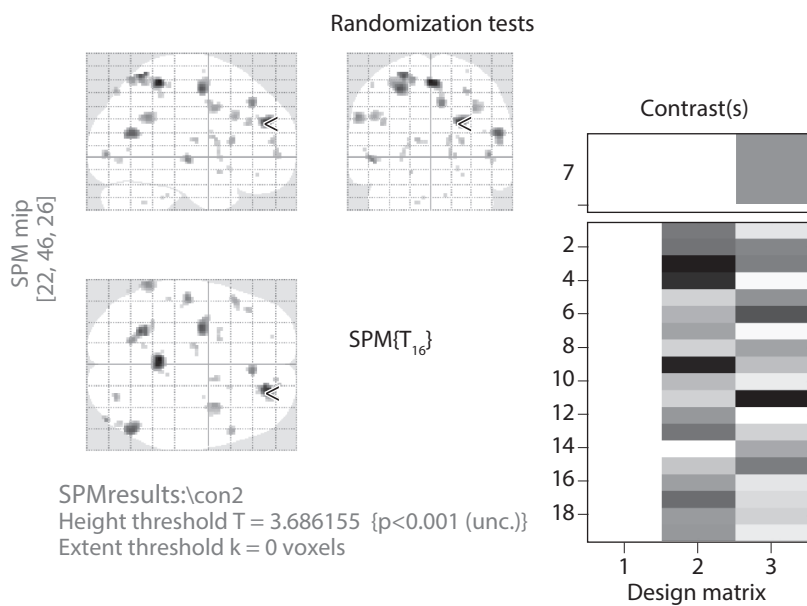 Randomization tests
SPM mip
[22, 46, 26]
<
<
<
SPM{T₁₆}
SPMresults:\con2
Height threshold T = 3.686155 {p<0.001 (unc.)}
Extent threshold k = 0 voxels
Contrast(s)
7
2
4
6
8
10
12
14
16
18
1 2 3
Design matrix